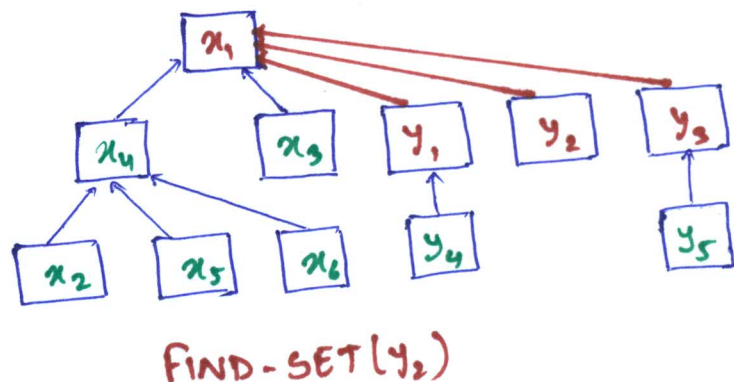 x₁
x₄ x₃ y₁ y₂ y₃
x₂ x₅ x₆ y₄ y₅
FIND-SET(y₂)